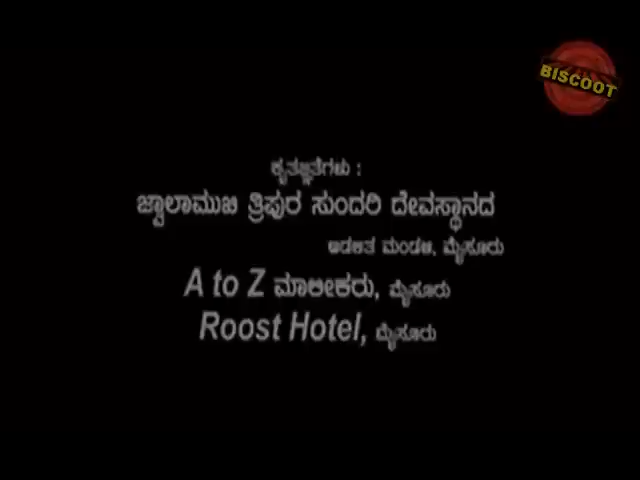 BISCOOT
ಕೃತಜ್ಞತೆಗಳು :
ಜ್ವಾಲಾಮುಖಿ ತ್ರಿಪುರ ಸುಂದರಿ ದೇವಸ್ಥಾನದ
ಆಡಳಿತ ಮಂಡಳಿ, ಮೈಸೂರು
A to Z ಮಾಲೀಕರು, ಮೈಸೂರು
Roost Hotel, ಮೈಸೂರು